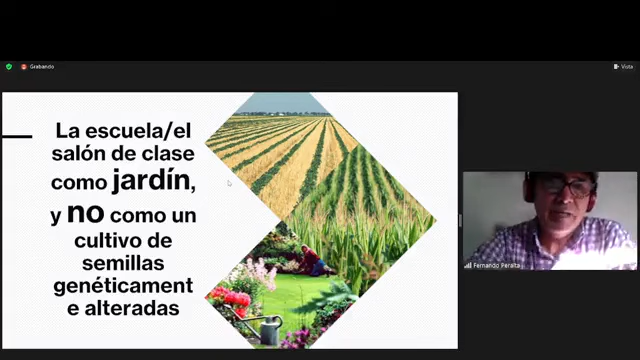 Grabando
Vista
La escuela/el
salón de clase
como jardín,
y no como un
cultivo de
semillas
genéticament
e alteradas
Fernando Peralta